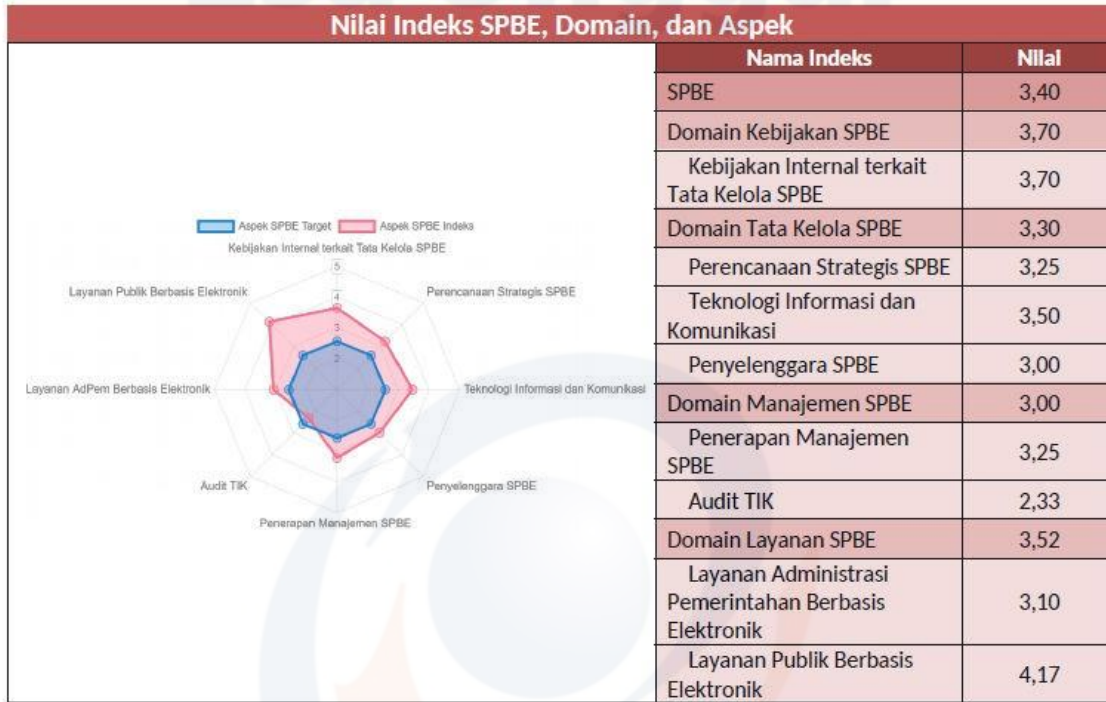 Nilai Indeks SPBE, Domain, dan Aspek
Aspek SPBE Target Aspek SPBE Indeks
Kebijakan Internal terkait Tata Kelola SPBE
5
Layanan Publik Berbasis Elektronik
4
Perencanaan Strategis SPBE
3
2
Layanan AdPem Berbasis Elektronik
Teknologi Informasi dan Komunikasi
Audit TIK
Penyelenggara SPBE
Penerapan Manajemen SPBE
Nama Indeks Nilai
SPBE 3,40
Domain Kebijakan SPBE 3,70
Kebijakan Internal terkait
Tata Kelola SPBE 3,70
Domain Tata Kelola SPBE 3,30
Perencanaan Strategis SPBE 3,25
Teknologi Informasi dan
Komunikasi 3,50
Penyelenggara SPBE 3,00
Domain Manajemen SPBE 3,00
Penerapan Manajemen
SPBE 3,25
Audit TIK 2,33
Domain Layanan SPBE 3,52
Layanan Administrasi
Pemerintahan Berbasis 3,10
Elektronik
Layanan Publik Berbasis
Elektronik 4,17